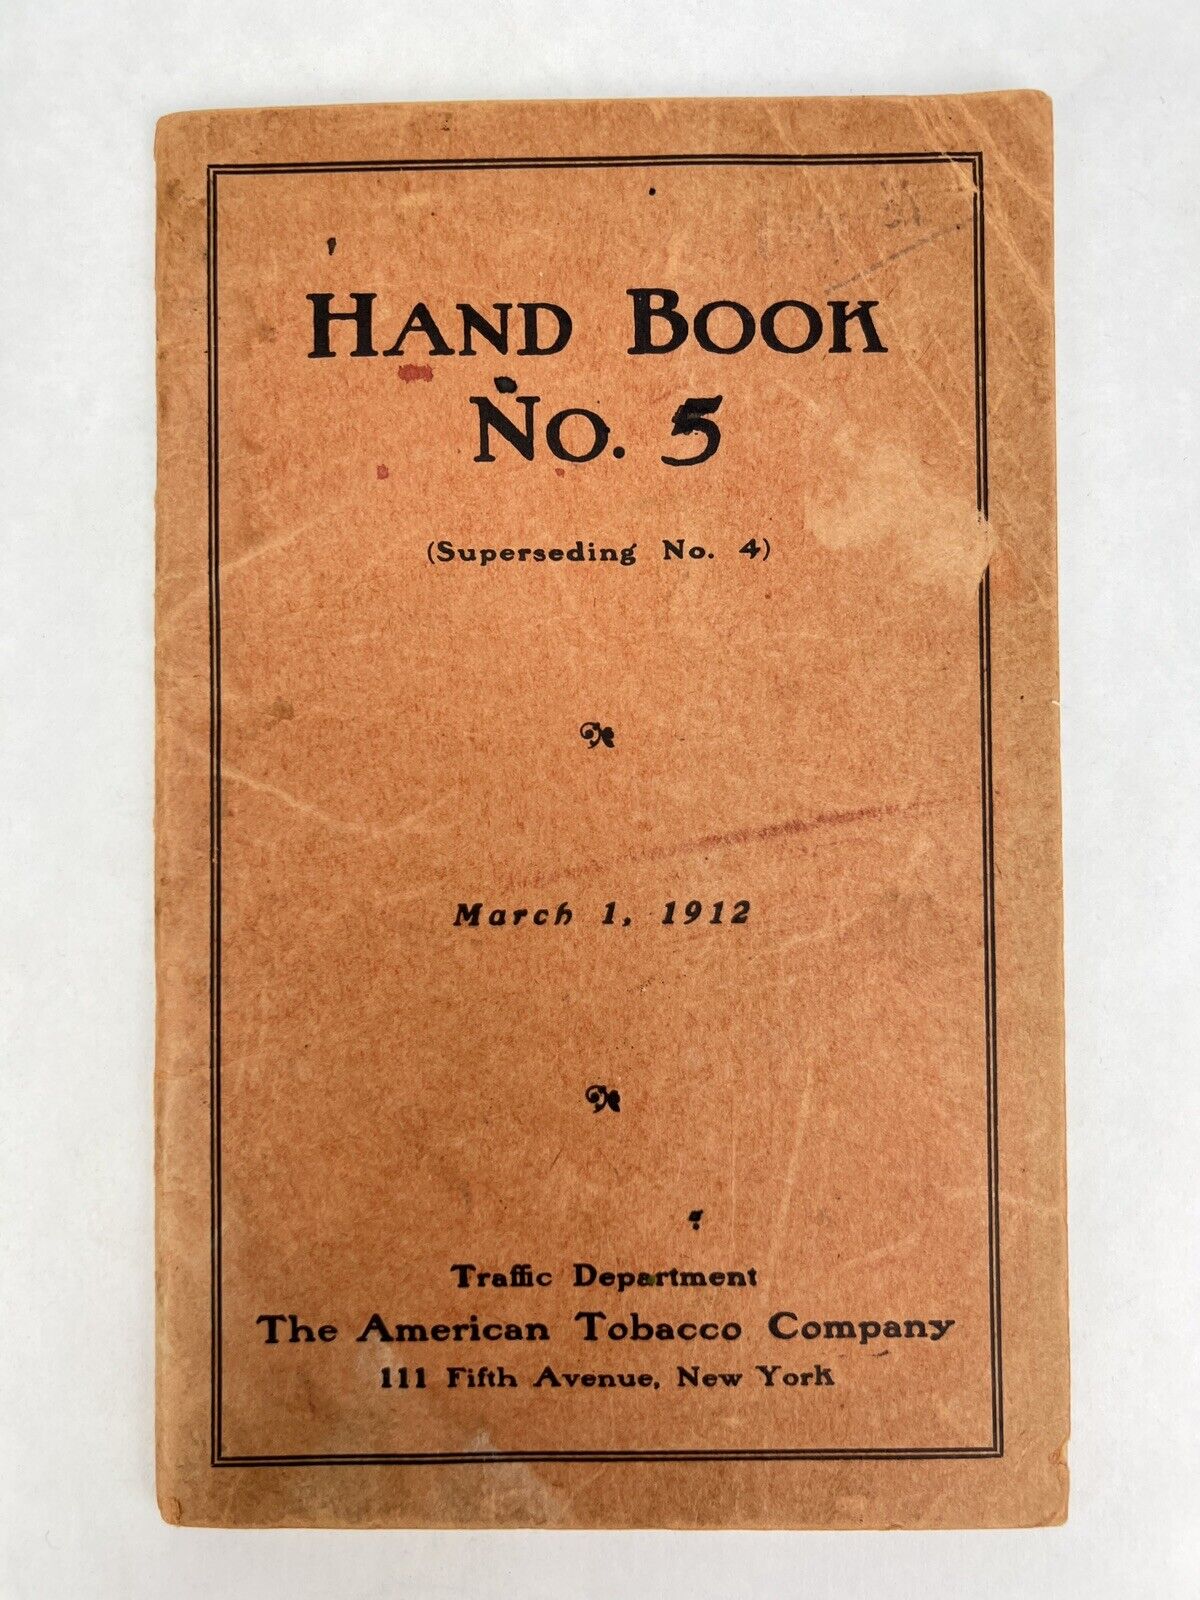 HAND BOOK
No. 5
(Superseding No. 4)
March 1, 1912
Traffic Department
The American Tobacco Company
111 Fifth Avenue, New York